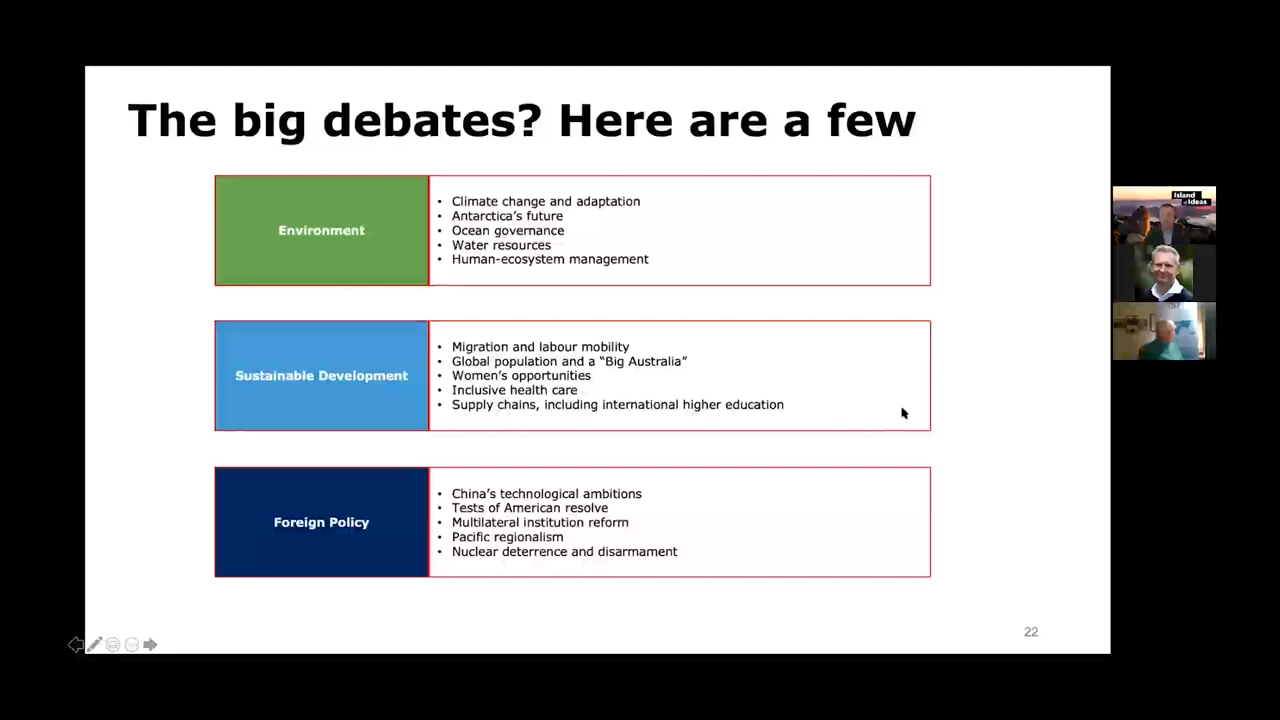 The big debates? Here are a few
Environment
• Climate change and adaptation
• Antarctica’s future
• Ocean governance
• Water resources
• Human-ecosystem management
Sustainable Development
• Migration and labour mobility
• Global population and a “Big Australia”
• Women’s opportunities
• Inclusive health care
• Supply chains, including international higher education
Foreign Policy
• China’s technological ambitions
• Tests of American resolve
• Multilateral institution reform
• Pacific regionalism
• Nuclear deterrence and disarmament
22
Island
of Ideas